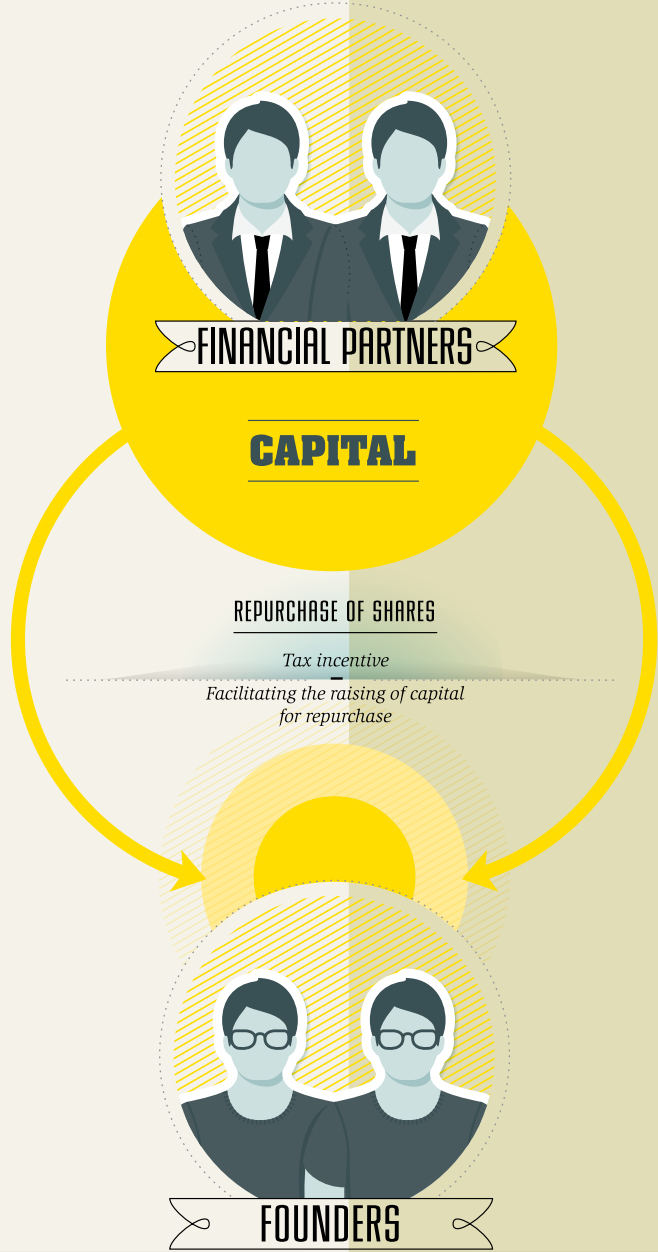 FINANCIAL PARTNERS
CAPITAL
REPURCHASE OF SHARES
Tax incentive
Facilitating the raising of capital
for repurchase
FOUNDERS